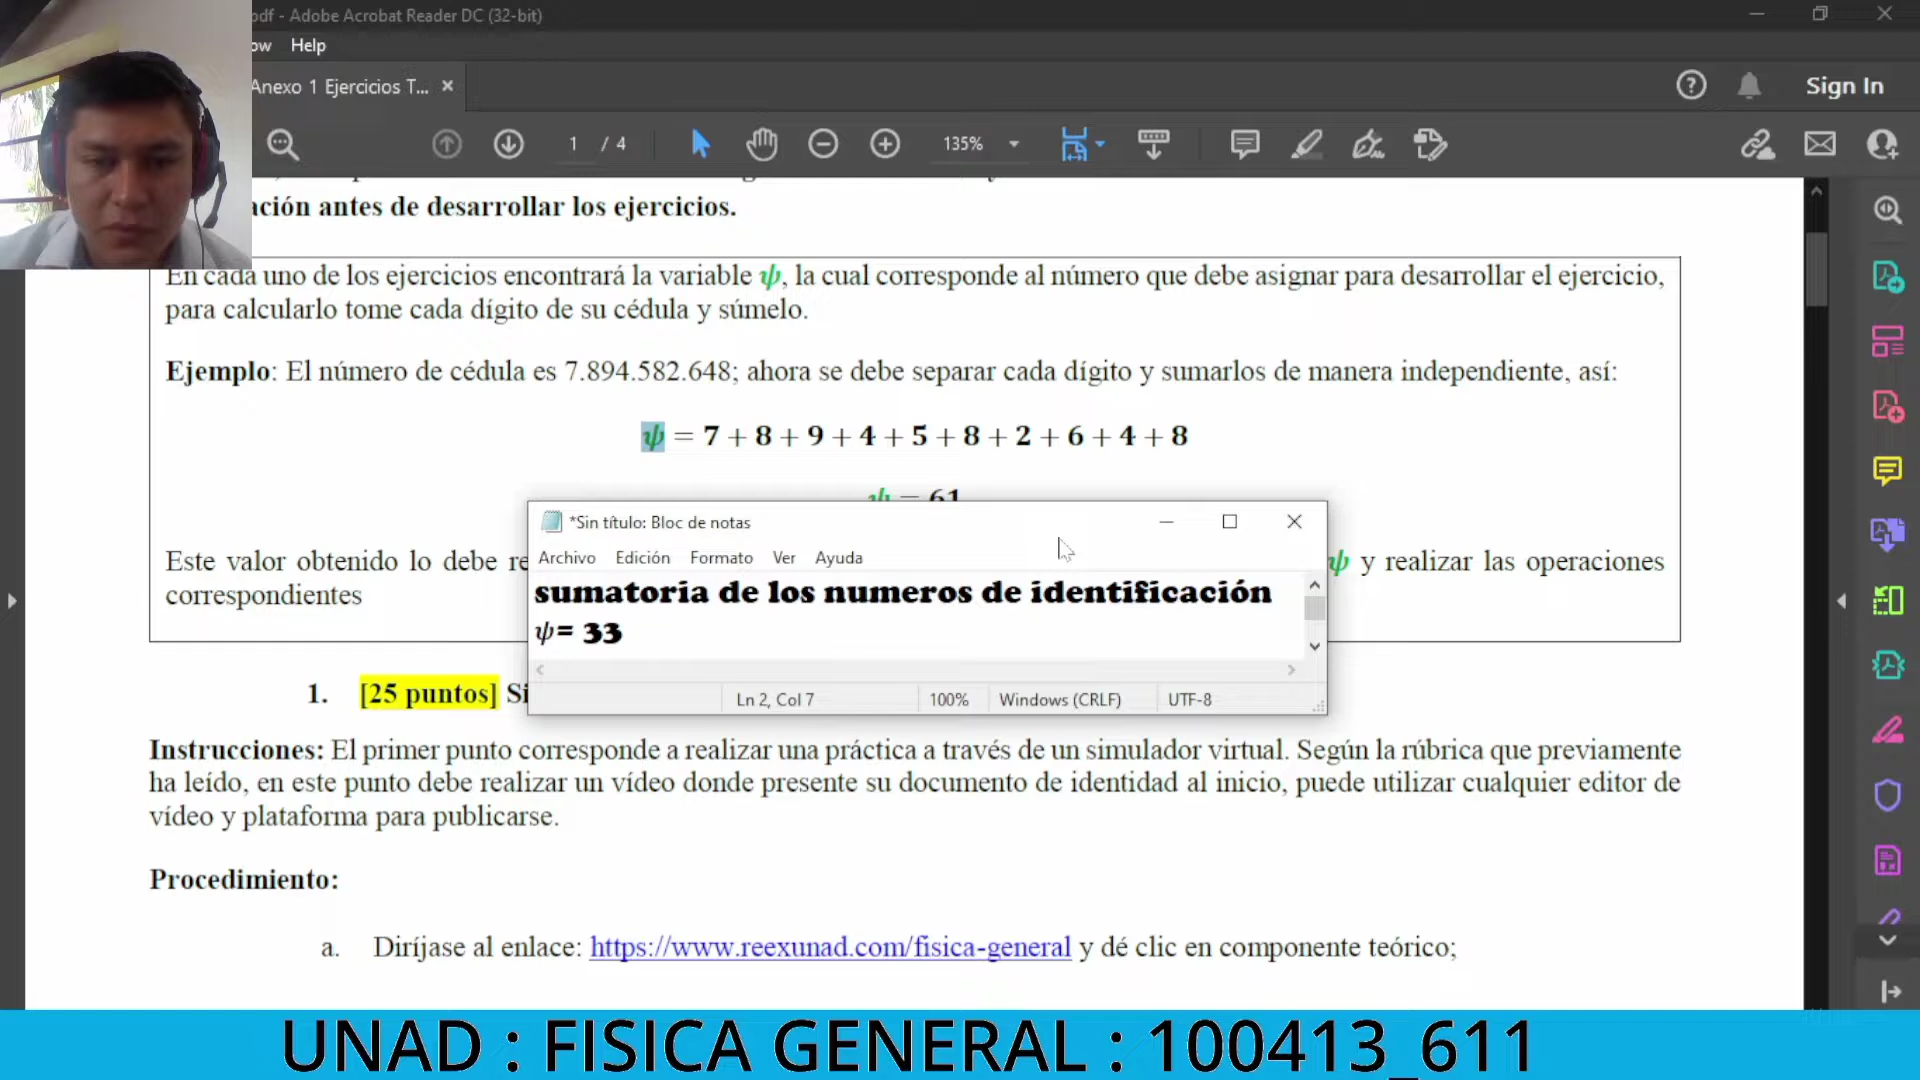 pdf - Adobe Acrobat Reader DC (32-bit)
ow Help
Anexo 1 Ejercicios T...
Sign In
1 / 4
135%
ación antes de desarrollar los ejercicios.
En cada uno de los ejercicios encontrará la variable ψ, la cual corresponde al número que debe asignar para desarrollar el ejercicio,
para calcularlo tome cada dígito de su cédula y súmelo.
Ejemplo: El número de cédula es 7.894.582.648; ahora se debe separar cada dígito y sumarlos de manera independiente, así:
ψ = 7 + 8 + 9 + 4 + 5 + 8 + 2 + 6 + 4 + 8
ψ = 61
*Sin título: Bloc de notas
Archivo Edición Formato Ver Ayuda
sumatoria de los numeros de identificación
ψ= 33
Ln 2, Col 7 100% Windows (CRLF) UTF-8
Este valor obtenido lo debe re ψ y realizar las operaciones
correspondientes
1. [25 puntos] Si
Instrucciones: El primer punto corresponde a realizar una práctica a través de un simulador virtual. Según la rúbrica que previamente
ha leído, en este punto debe realizar un vídeo donde presente su documento de identidad al inicio, puede utilizar cualquier editor de
vídeo y plataforma para publicarse.
Procedimiento:
a. Diríjase al enlace: https://www.reexunad.com/fisica-general y dé clic en componente teórico;
UNAD : FISICA GENERAL : 100413_611